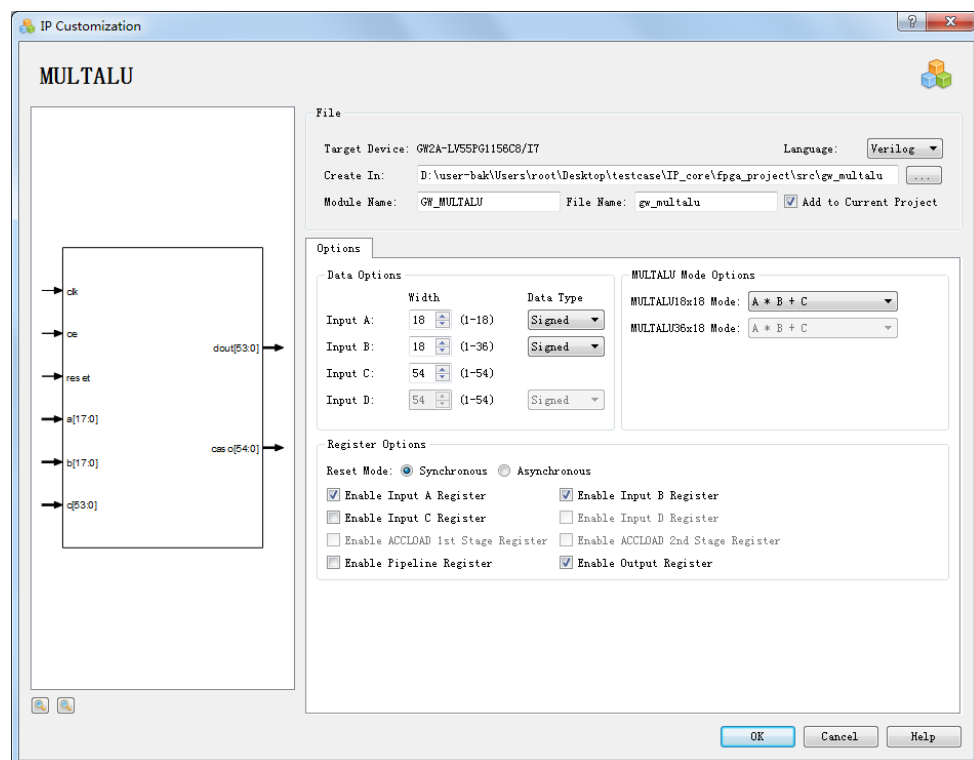 IP Customization
MULTALU
File
Target Device: GW2A-LV55PG1156C8/I7 Language: Verilog
Create In: D:\user-bak\Users\root\Desktop\testcase\IP_core\fpga_project\src\gw_multalu ...
Module Name: GW_MULTALU File Name: gw_multalu Add to Current Project
Options
Data Options
Width Data Type
Input A: 18 (1-18) Signed
Input B: 18 (1-36) Signed
Input C: 54 (1-54)
Input D: 54 (1-54) Signed
MULTALU Mode Options
MULTALU18x18 Mode: A * B + C
MULTALU36x18 Mode: A * B + C
Register Options
Reset Mode: Synchronous Asynchronous
Enable Input A Register Enable Input B Register
Enable Input C Register Enable Input D Register
Enable ACCLOAD 1st Stage Register Enable ACCLOAD 2nd Stage Register
Enable Pipeline Register Enable Output Register
clk
ce
reset
a[17:0]
b[17:0]
c[53:0]
dout[53:0]
caso[54:0]
OK Cancel Help